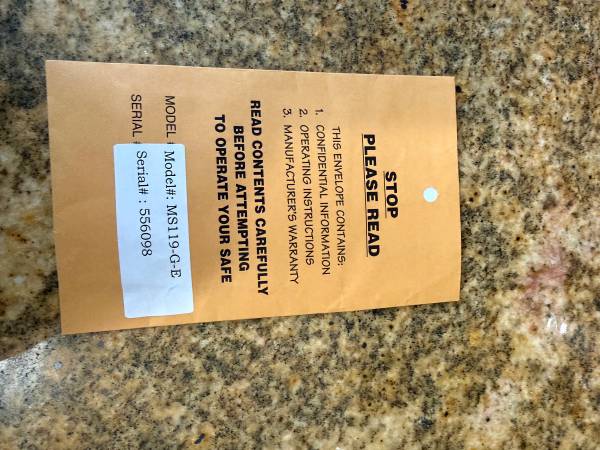 STOP
PLEASE READ
THIS ENVELOPE CONTAINS:
1. CONFIDENTIAL INFORMATION
2. OPERATING INSTRUCTIONS
3. MANUFACTURER'S WARRANTY
READ CONTENTS CAREFULLY
BEFORE ATTEMPTING
TO OPERATE YOUR SAFE
MODEL # Model#: MS119-G-E
SERIAL # Serial# : 556098